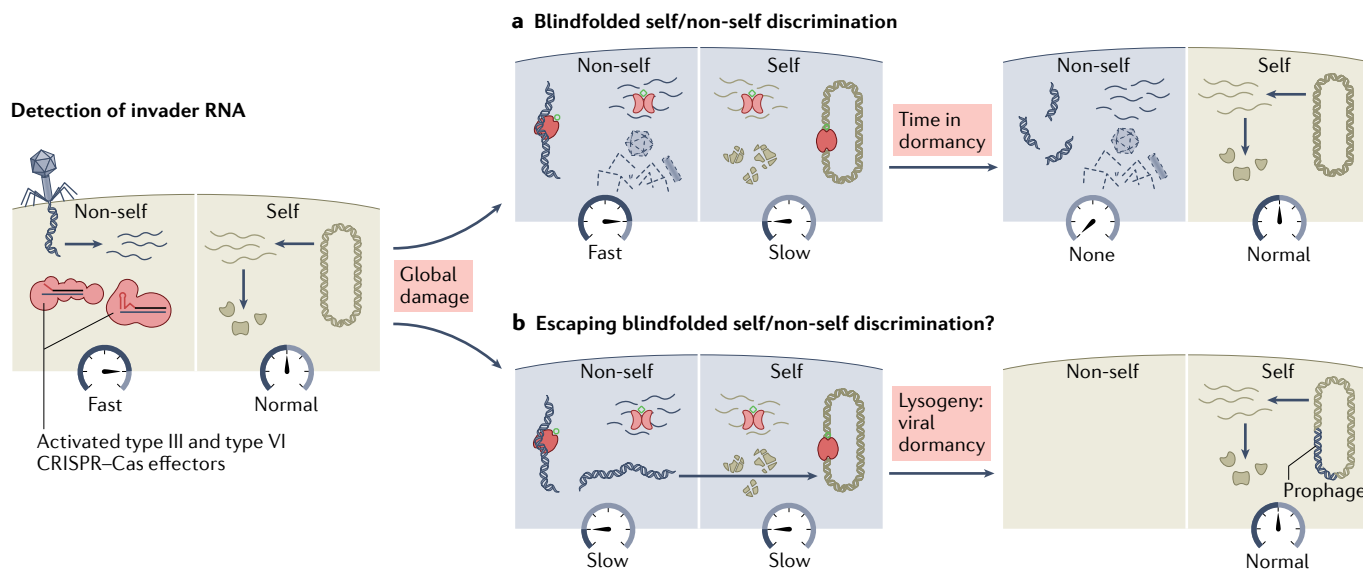 Detection of invader RNA
Non-self
Self
Fast
Normal
Activated type III and type VI
CRISPR–Cas effectors
Global
damage
a Blindfolded self/non-self discrimination
Non-self
Self
Fast
Slow
Time in
dormancy
Non-self
Self
None
Normal
b Escaping blindfolded self/non-self discrimination?
Non-self
Self
Slow
Slow
Lysogeny:
viral
dormancy
Non-self
Self
Prophage
Normal